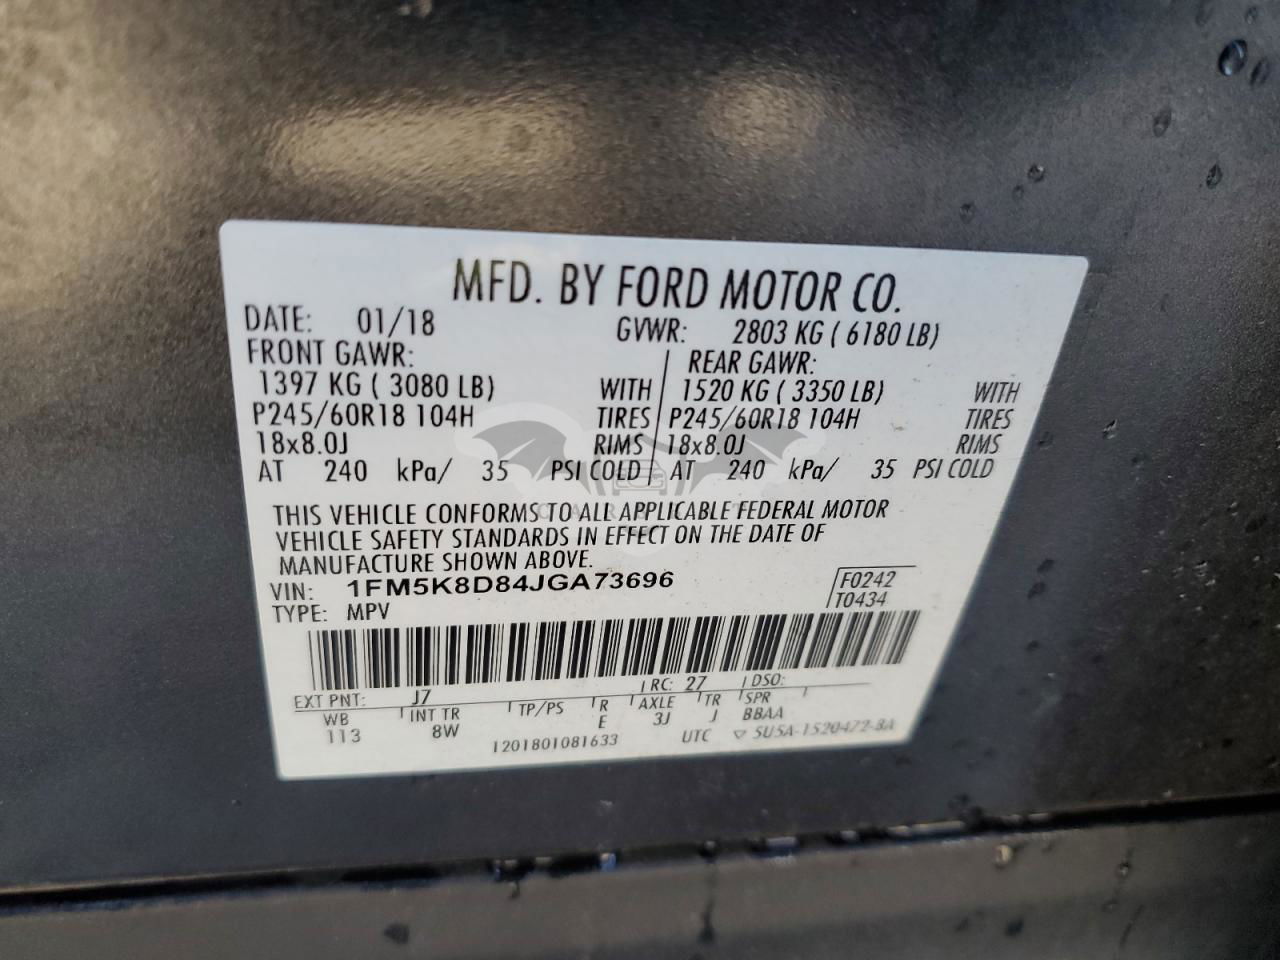 MFD. BY FORD MOTOR CO.
DATE: 01/18 GVWR: 2803 KG ( 6180 LB)
FRONT GAWR: REAR GAWR:
1397 KG ( 3080 LB) WITH 1520 KG ( 3350 LB) WITH
P245/60R18 104H TIRES P245/60R18 104H TIRES
18x8.0J RIMS 18x8.0J RIMS
AT 240 kPa/ 35 PSI COLD AT 240 kPa/ 35 PSI COLD
THIS VEHICLE CONFORMS TO ALL APPLICABLE FEDERAL MOTOR
VEHICLE SAFETY STANDARDS IN EFFECT ON THE DATE OF
MANUFACTURE SHOWN ABOVE.
VIN: 1FM5K8D84JGA73696 F0242
TYPE: MPV T0434
EXT PNT: J7 RC: 27 DSO:
WB INT TR TP/PS R AXLE TR SPR
113 8W E 3J J BBAA
1201801081633 UTC ▽ 5U5A-1520472-BA